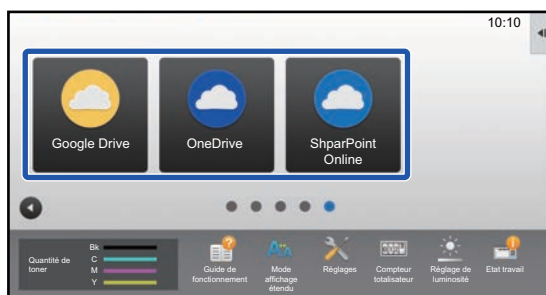 10:10
Google Drive
OneDrive
ShparPoint
Online
Quantité de
toner
Bk
C
M
Y
Guide de
fonctionnement
Mode
affichage
étendu
Réglages
Compteur
totalisateur
Réglage de
luminosité
Etat travail